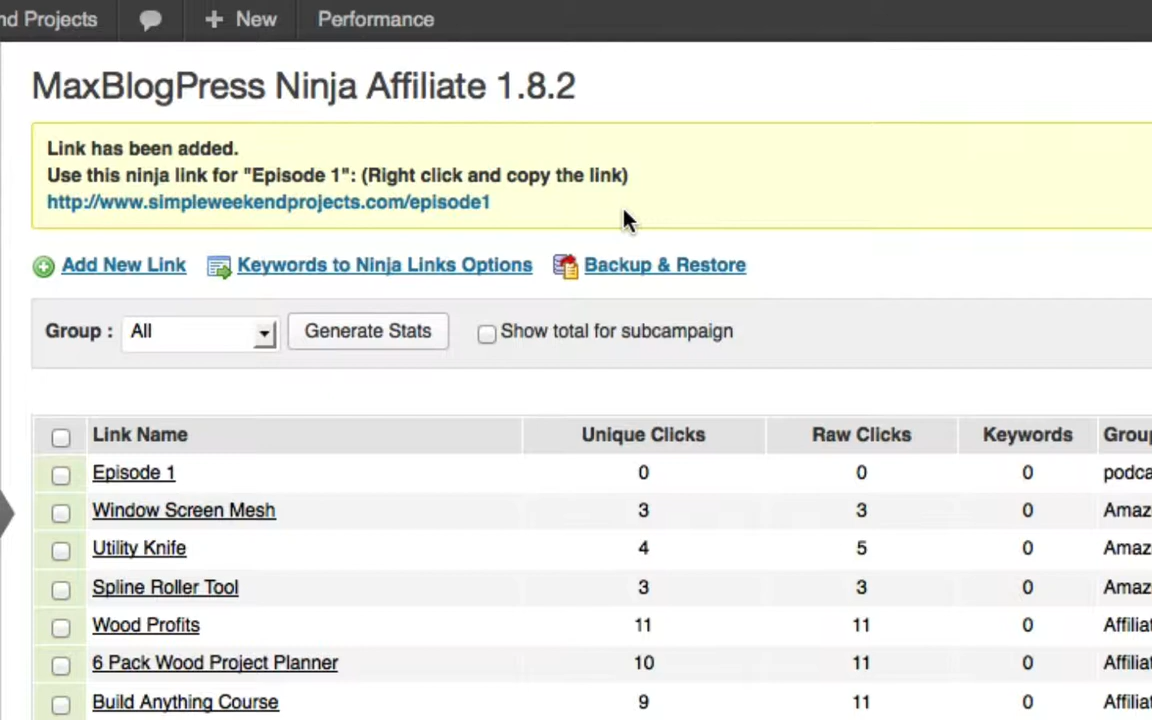 nd Projects + New Performance
MaxBlogPress Ninja Affiliate 1.8.2
Link has been added.
Use this ninja link for "Episode 1": (Right click and copy the link)
http://www.simpleweekendprojects.com/episode1
Add New Link Keywords to Ninja Links Options Backup & Restore
Group : All Generate Stats Show total for subcampaign
Link Name Unique Clicks Raw Clicks Keywords Group
Episode 1 0 0 0 podca
Window Screen Mesh 3 3 0 Amaz
Utility Knife 4 5 0 Amaz
Spline Roller Tool 3 3 0 Amaz
Wood Profits 11 11 0 Affiliat
6 Pack Wood Project Planner 10 11 0 Affiliat
Build Anything Course 9 11 0 Affiliat